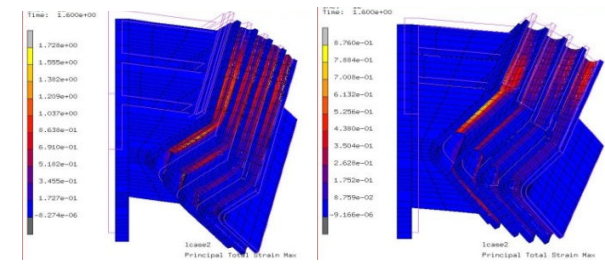 Time: 1.600e+00
1.728e+00
1.555e+00
1.382e+00
1.209e+00
1.037e+00
8.638e-01
6.910e-01
5.182e-01
3.455e-01
1.727e-01
-8.274e-06
lcase2
Principal Total Strain Max
Time: 1.600e+00
8.760e-01
7.884e-01
7.008e-01
6.132e-01
5.256e-01
4.380e-01
3.504e-01
2.628e-01
1.752e-01
8.759e-02
-9.166e-06
lcase2
Principal Total Strain Max